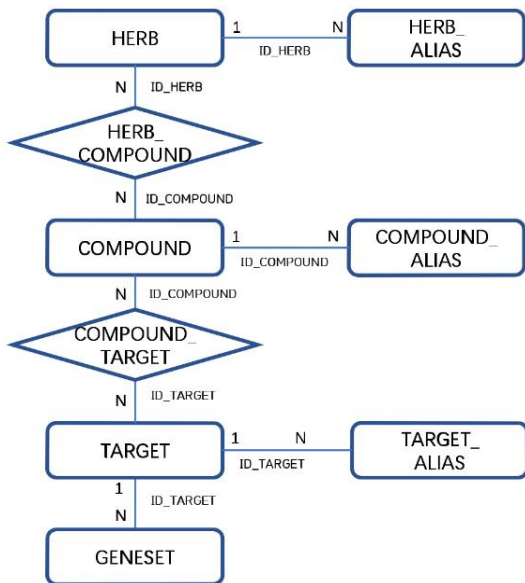 HERB
1
N
ID_HERB
HERB_
ALIAS
N
ID_HERB
HERB_
COMPOUND
N
ID_COMPOUND
COMPOUND
1
N
ID_COMPOUND
COMPOUND_
ALIAS
N
ID_COMPOUND
COMPOUND_
TARGET
N
ID_TARGET
TARGET
1
N
ID_TARGET
TARGET_
ALIAS
1
ID_TARGET
N
GENESET